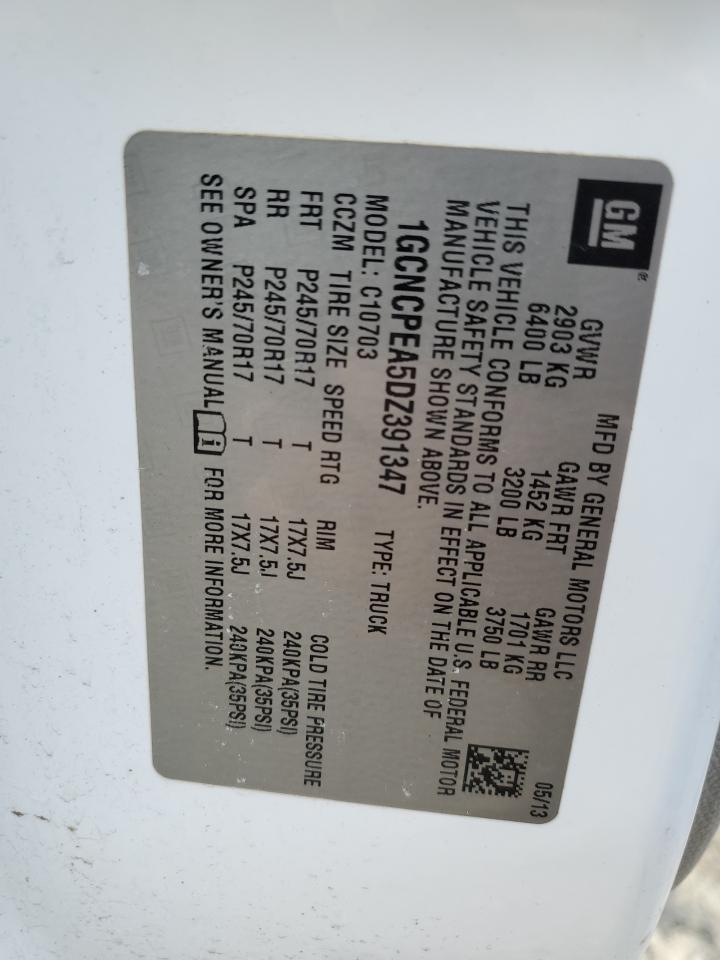 GM®
MFD BY GENERAL MOTORS LLC 05/13
GVWR GAWR FRT GAWR RR
2903 KG 1452 KG 1701 KG
6400 LB 3200 LB 3750 LB
THIS VEHICLE CONFORMS TO ALL APPLICABLE U.S. FEDERAL MOTOR
VEHICLE SAFETY STANDARDS IN EFFECT ON THE DATE OF
MANUFACTURE SHOWN ABOVE.
1GCNCPEA5DZ391347 TYPE: TRUCK
MODEL: C10703
CCZM TIRE SIZE SPEED RTG RIM COLD TIRE PRESSURE
FRT P245/70R17 T 17X7.5J 240KPA(35PSI)
RR P245/70R17 T 17X7.5J 240KPA(35PSI)
SPA P245/70R17 T 17X7.5J 240KPA(35PSI)
SEE OWNER'S MANUAL FOR MORE INFORMATION.